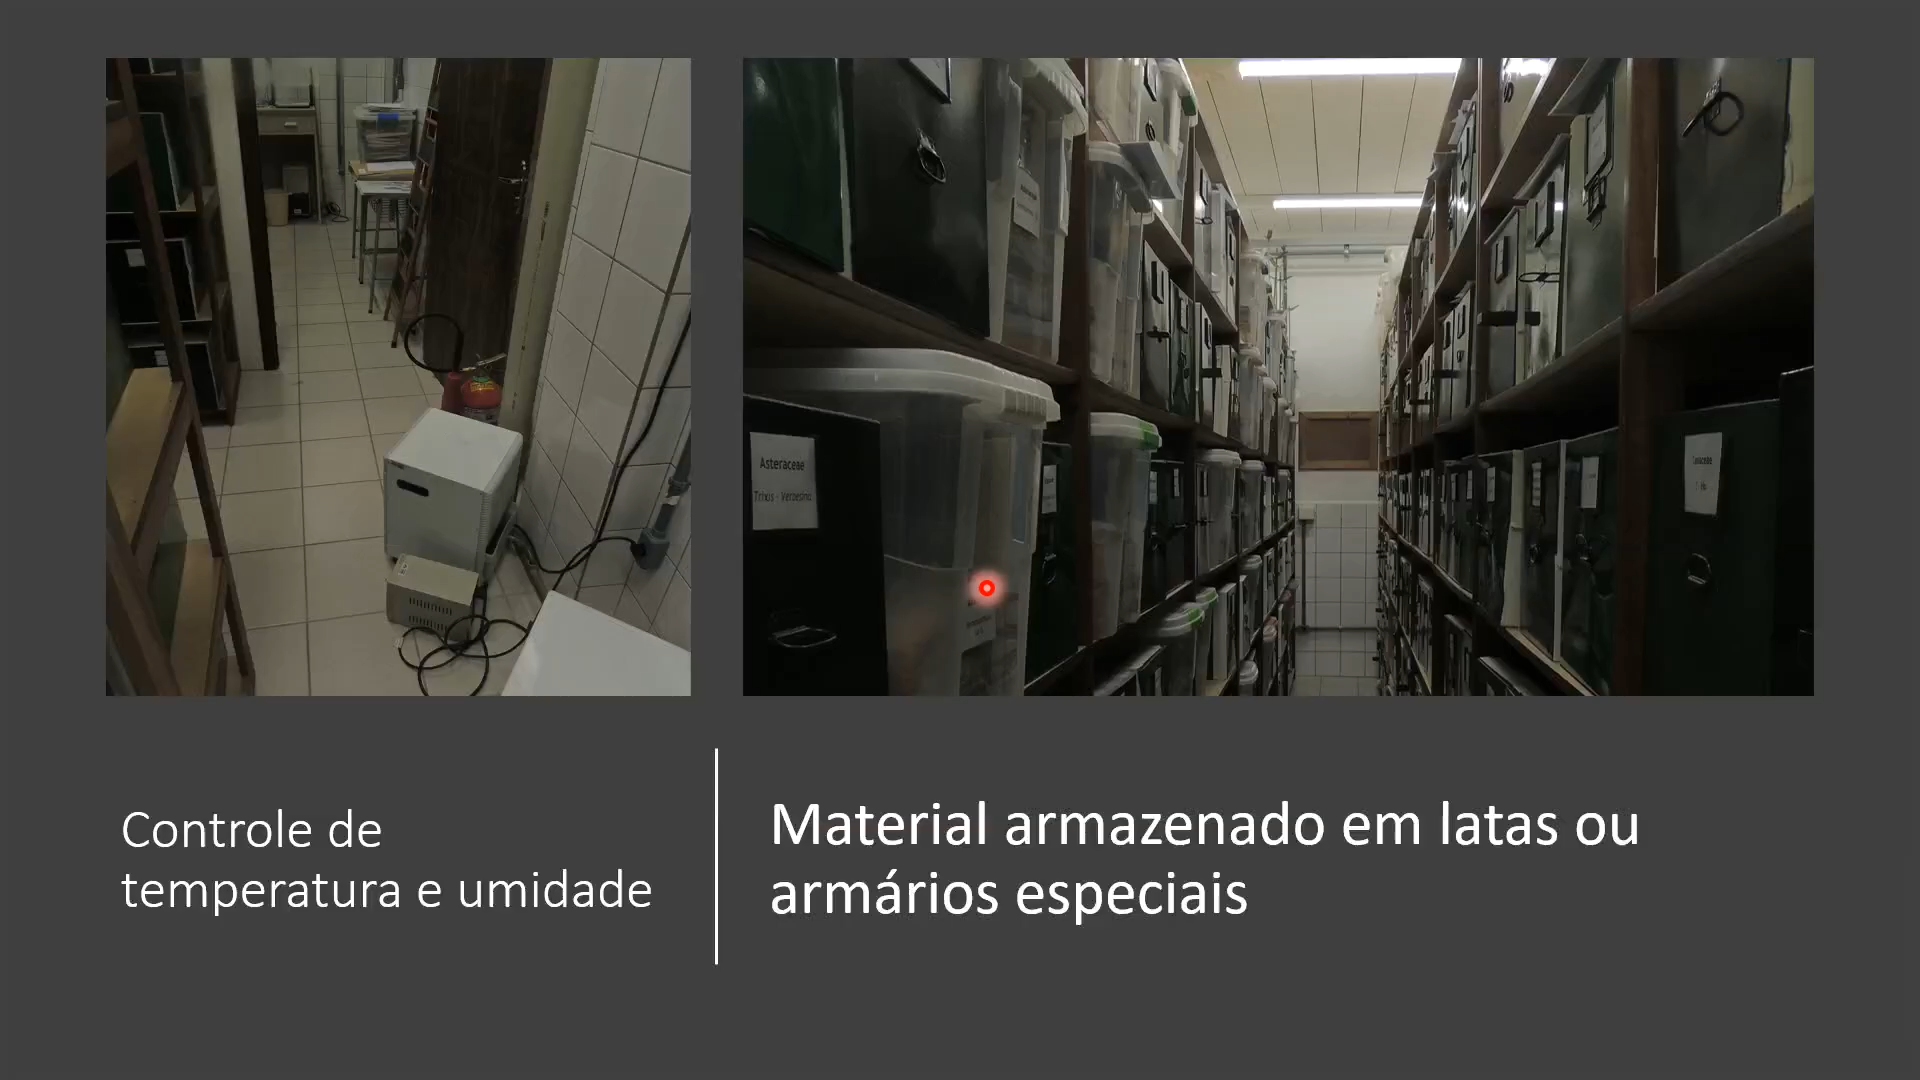 Asteraceae
Controle de
temperatura e umidade
Material armazenado em latas ou
armários especiais